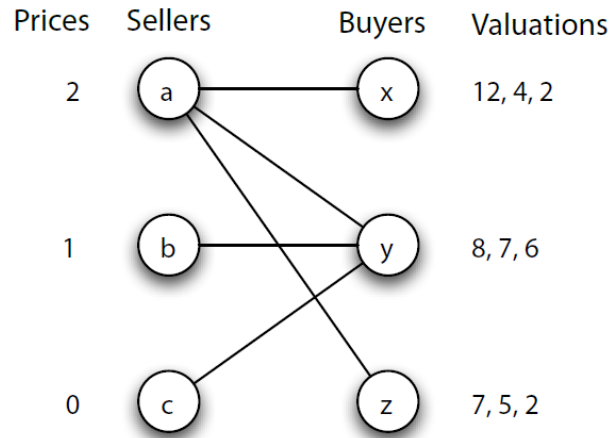 Prices Sellers Buyers Valuations
2 a x 12, 4, 2
1 b y 8, 7, 6
0 c z 7, 5, 2